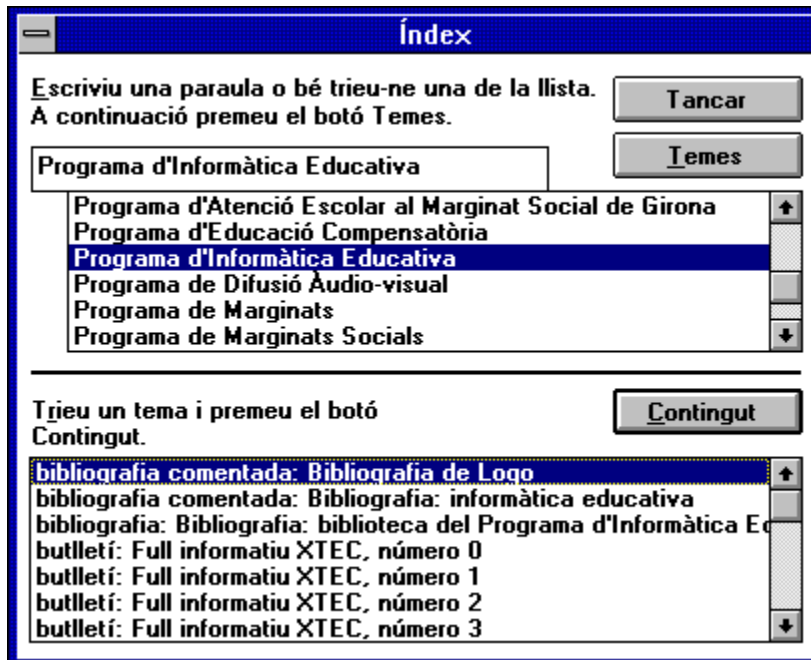 Índex
Escriviu una paraula o bé trieu-ne una de la llista.
A continuació premeu el botó Temes.
Tancar
Temes
Programa d'Informàtica Educativa
Programa d'Atenció Escolar al Marginat Social de Girona
Programa d'Educació Compensatòria
Programa d'Informàtica Educativa
Programa de Difusió Àudio-visual
Programa de Marginats
Programa de Marginats Socials
Trieu un tema i premeu el botó
Contingut.
Contingut
bibliografia comentada: Bibliografia de Logo
bibliografia comentada: Bibliografia: informàtica educativa
bibliografia: Bibliografia: biblioteca del Programa d'Informàtica Ed
butlletí: Full informatiu XTEC, número 0
butlletí: Full informatiu XTEC, número 1
butlletí: Full informatiu XTEC, número 2
butlletí: Full informatiu XTEC, número 3